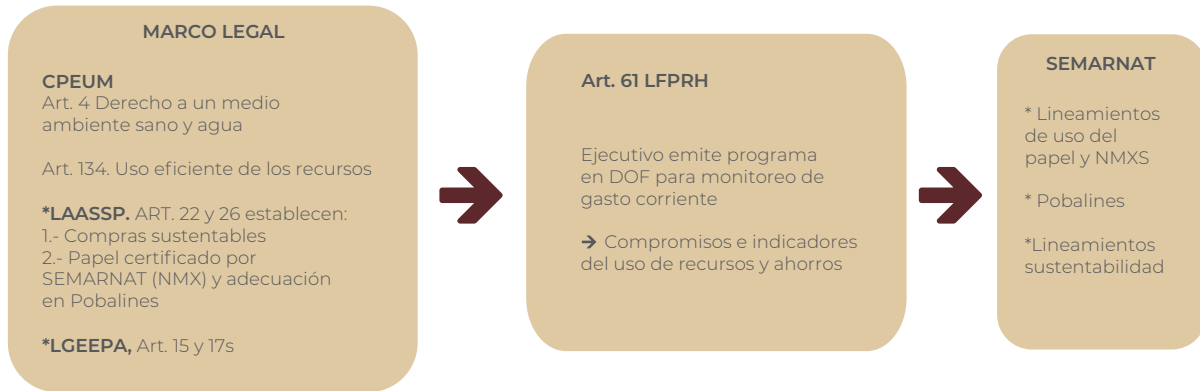 MARCO LEGAL
CPEUM
Art. 4 Derecho a un medio
ambiente sano y agua
Art. 134. Uso eficiente de los recursos
*LAASSP. ART. 22 y 26 establecen:
1.- Compras sustentables
2.- Papel certificado por
SEMARNAT (NMX) y adecuación
en Pobalines
*LGEEPA, Art. 15 y 17s
Art. 61 LFPRH
Ejecutivo emite programa
en DOF para monitoreo de
gasto corriente
→ Compromisos e indicadores
del uso de recursos y ahorros
SEMARNAT
* Lineamientos
de uso del
papel y NMXS
* Pobalines
*Lineamientos
sustentabilidad